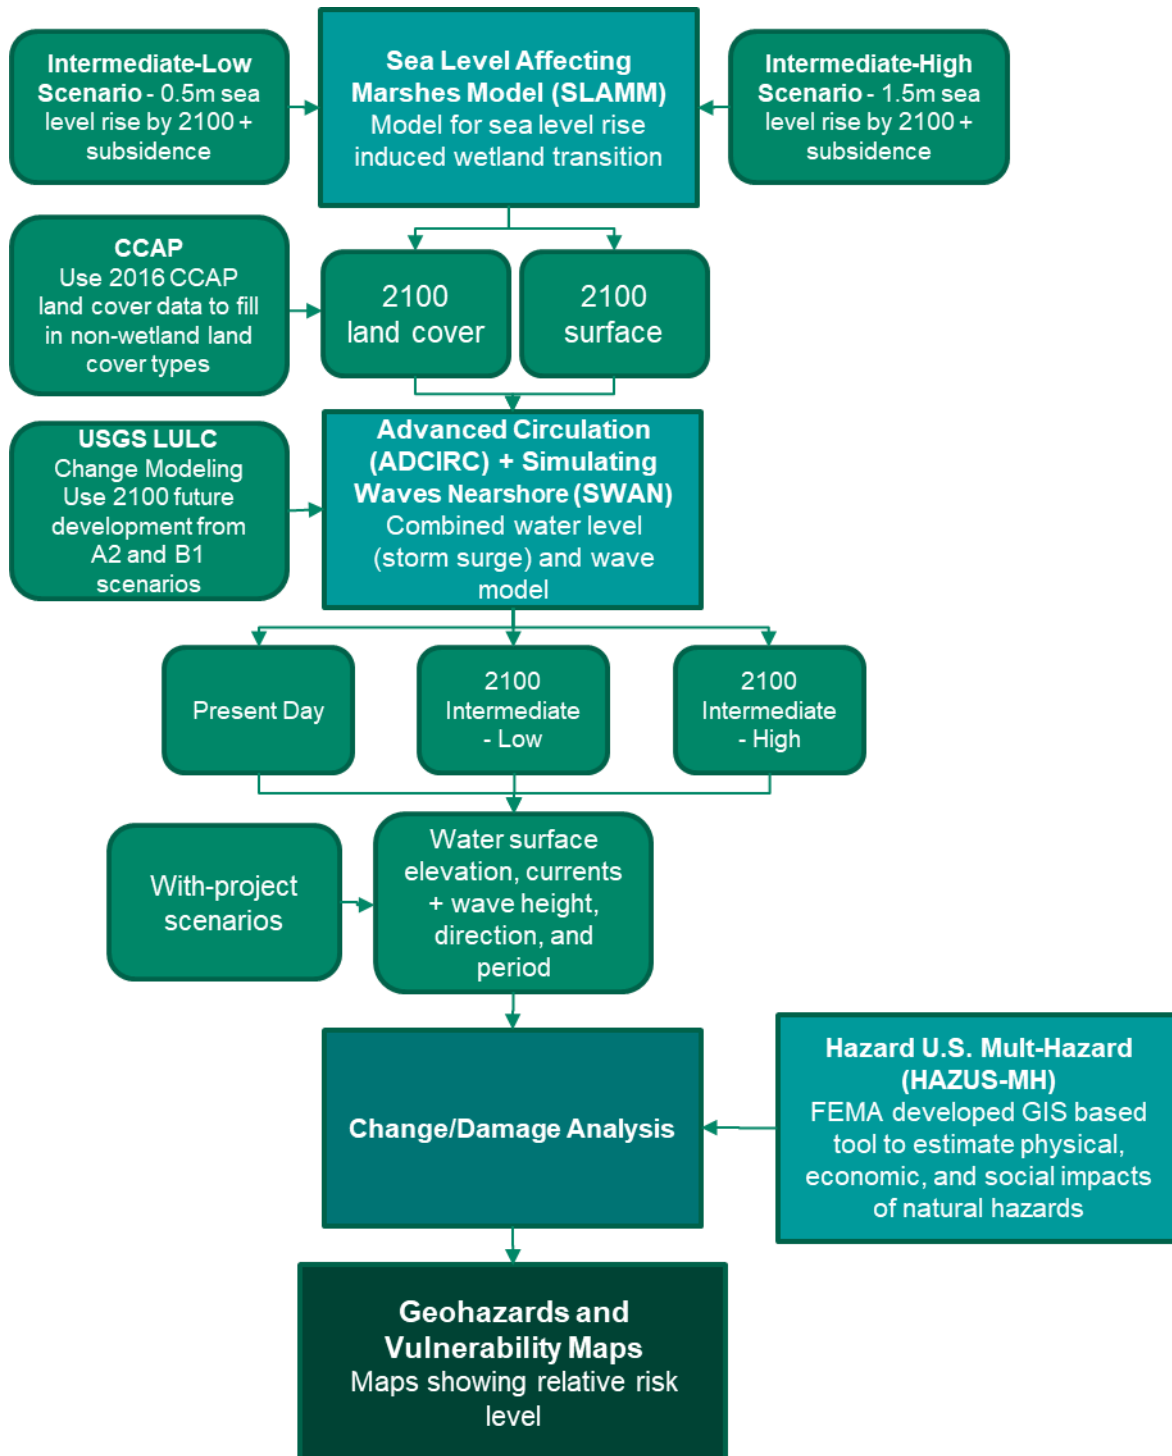 Intermediate-Low
Scenario - 0.5m sea
level rise by 2100 +
subsidence
Sea Level Affecting
Marshes Model (SLAMM)
Model for sea level rise
induced wetland transition
Intermediate-High
Scenario - 1.5m sea
level rise by 2100 +
subsidence
CCAP
Use 2016 CCAP
land cover data to fill
in non-wetland land
cover types
2100
land cover
2100
surface
USGS LULC
Change Modeling
Use 2100 future
development from
A2 and B1
scenarios
Advanced Circulation
(ADCIRC) + Simulating
Waves Nearshore (SWAN)
Combined water level
(storm surge) and wave
model
Present Day
2100
Intermediate
- Low
2100
Intermediate
- High
With-project
scenarios
Water surface
elevation, currents
+ wave height,
direction, and
period
Change/Damage Analysis
Hazard U.S. Mult-Hazard
(HAZUS-MH)
FEMA developed GIS based
tool to estimate physical,
economic, and social impacts
of natural hazards
Geohazards and
Vulnerability Maps
Maps showing relative risk
level